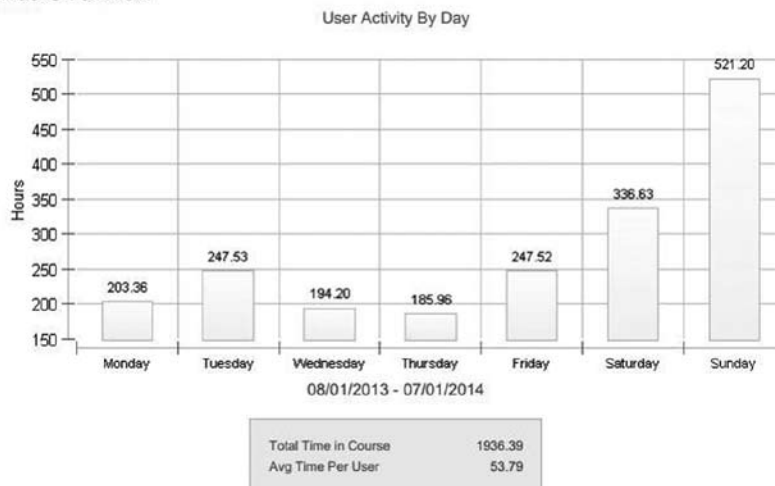 User Activity By Day
550
500
450
400
350
300
250
200
150
Hours
203.36
247.53
194.20
185.96
247.52
336.63
521.20
Monday Tuesday Wednesday Thursday Friday Saturday Sunday
08/01/2013 - 07/01/2014
Total Time in Course 1936.39
Avg Time Per User 53.79